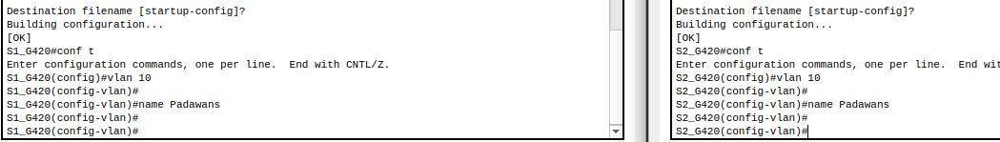 Destination filename [startup-config]?
Building configuration...
[OK]
S1_G420#conf t
Enter configuration commands, one per line.  End with CNTL/Z.
S1_G420(config)#vlan 10
S1_G420(config-vlan)#
S1_G420(config-vlan)#name Padawans
S1_G420(config-vlan)#
S1_G420(config-vlan)#
Destination filename [startup-config]?
Building configuration...
[OK]
S2_G420#conf t
Enter configuration commands, one per line.  End wit
S2_G420(config)#vlan 10
S2_G420(config-vlan)#
S2_G420(config-vlan)#name Padawans
S2_G420(config-vlan)#
S2_G420(config-vlan)#